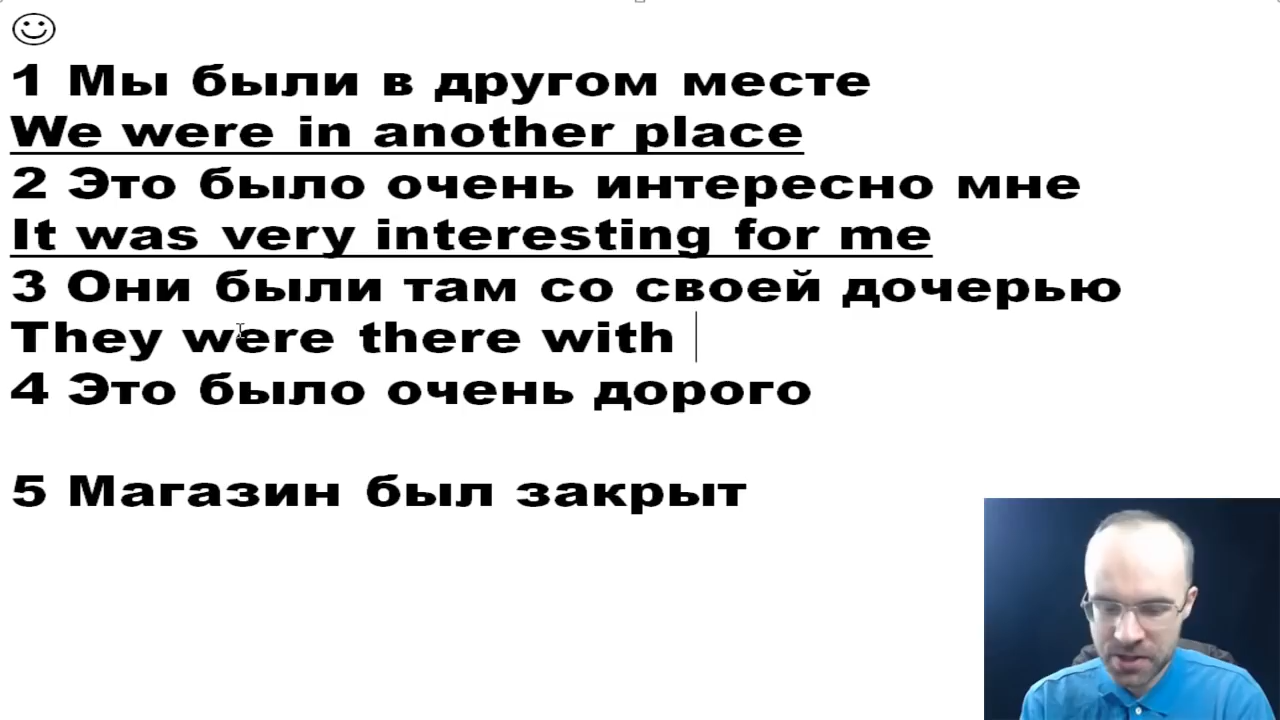 1 Мы были в другом месте
We were in another place
2 Это было очень интересно мне
It was very interesting for me
3 Они были там со своей дочерью
They were there with
4 Это было очень дорого
5 Магазин был закрыт